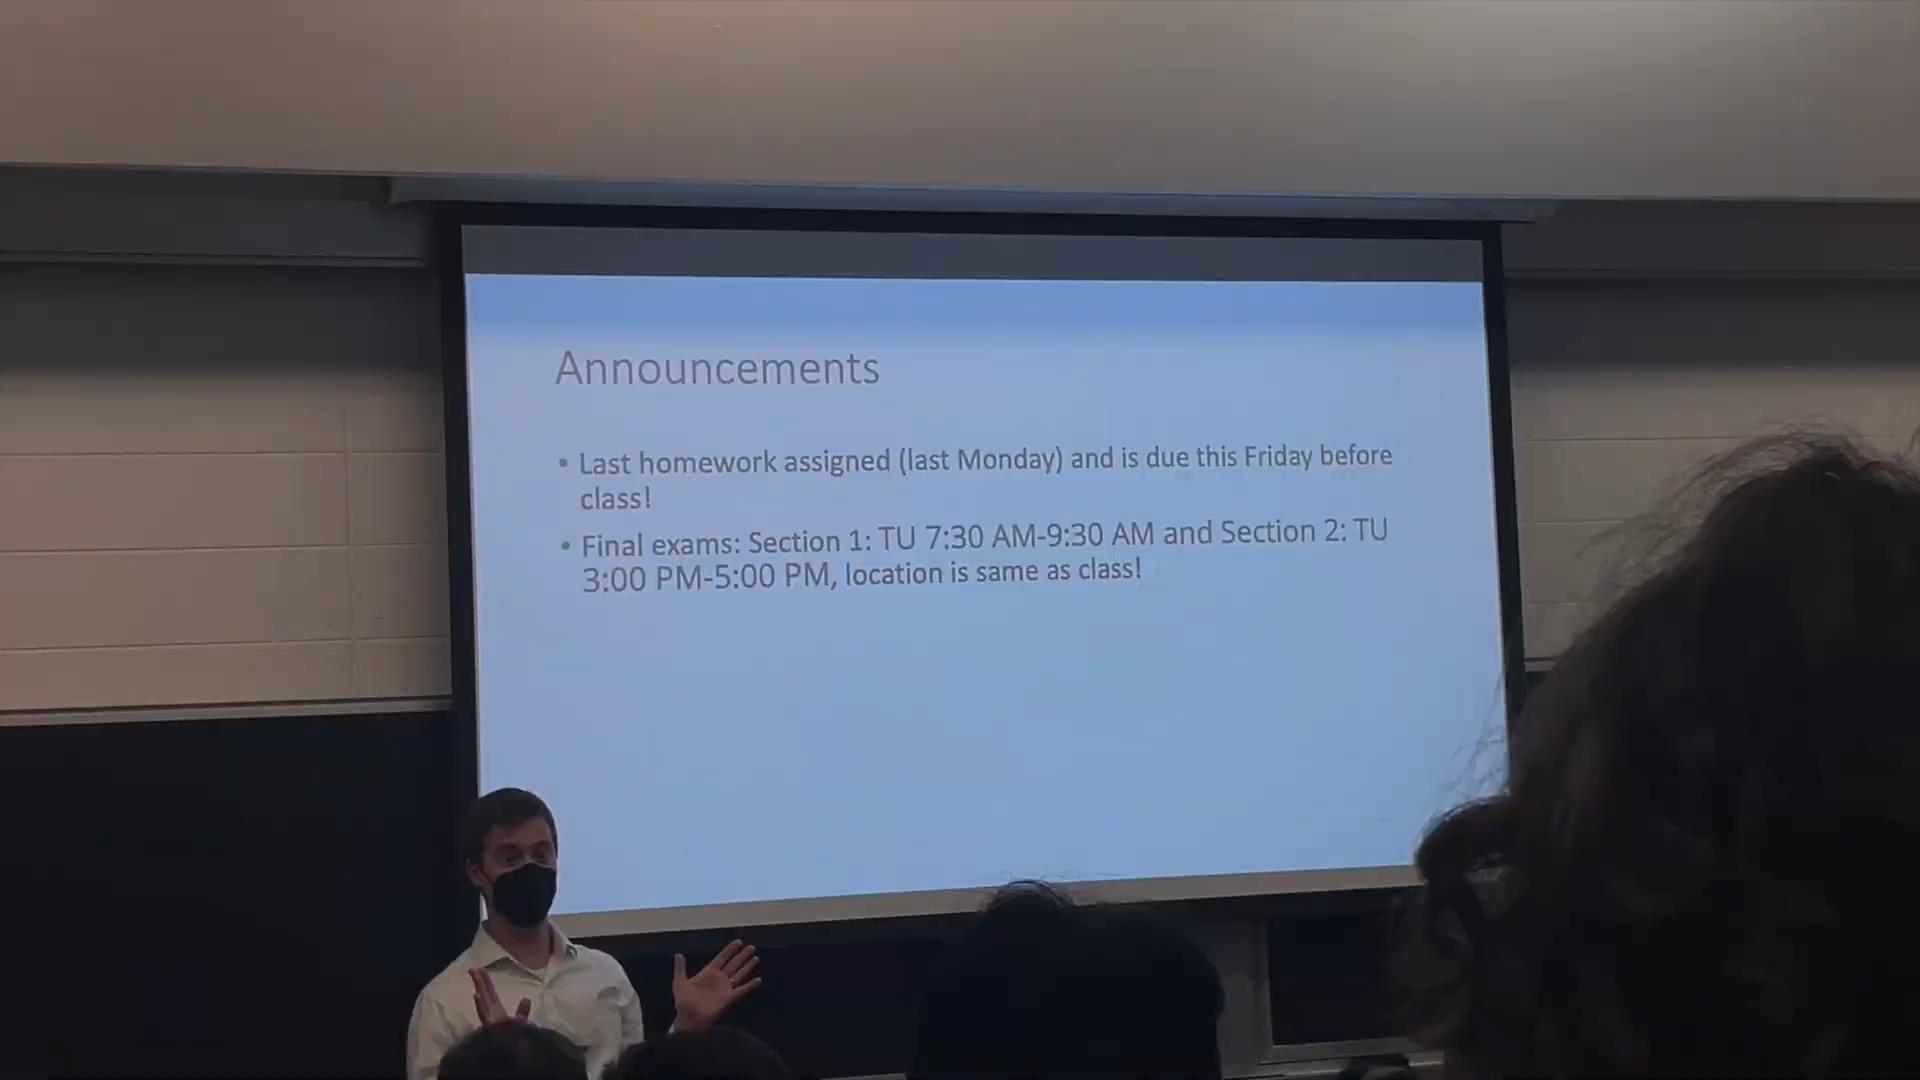 Announcements
• Last homework assigned (last Monday) and is due this Friday before
class!
• Final exams: Section 1: TU 7:30 AM-9:30 AM and Section 2: TU
3:00 PM-5:00 PM, location is same as class!